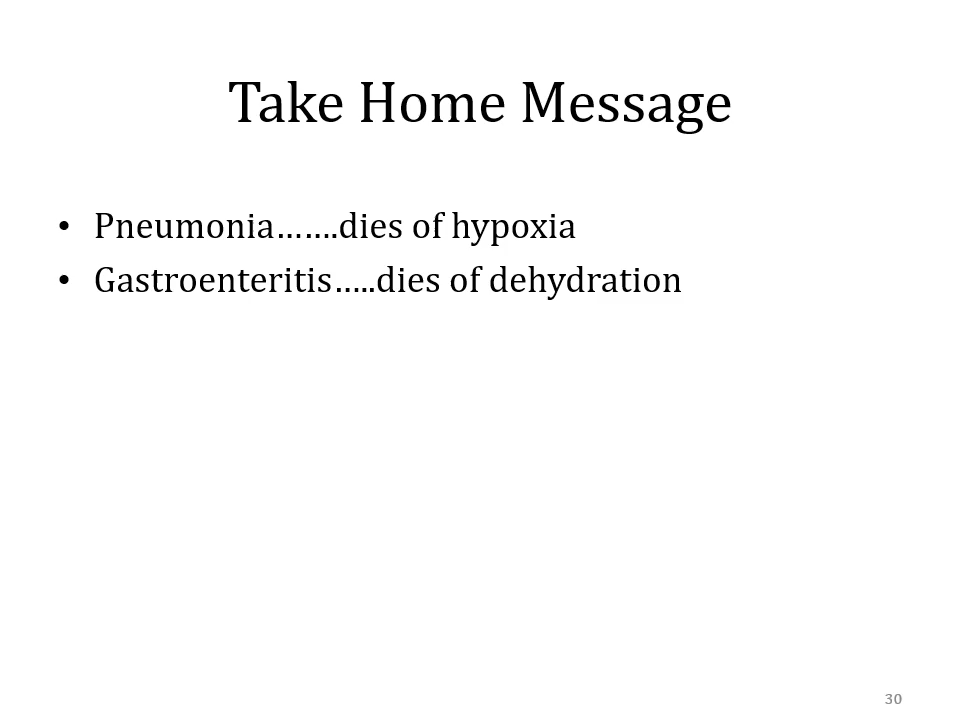 Take Home Message
• Pneumonia…….dies of hypoxia
• Gastroenteritis…..dies of dehydration
30